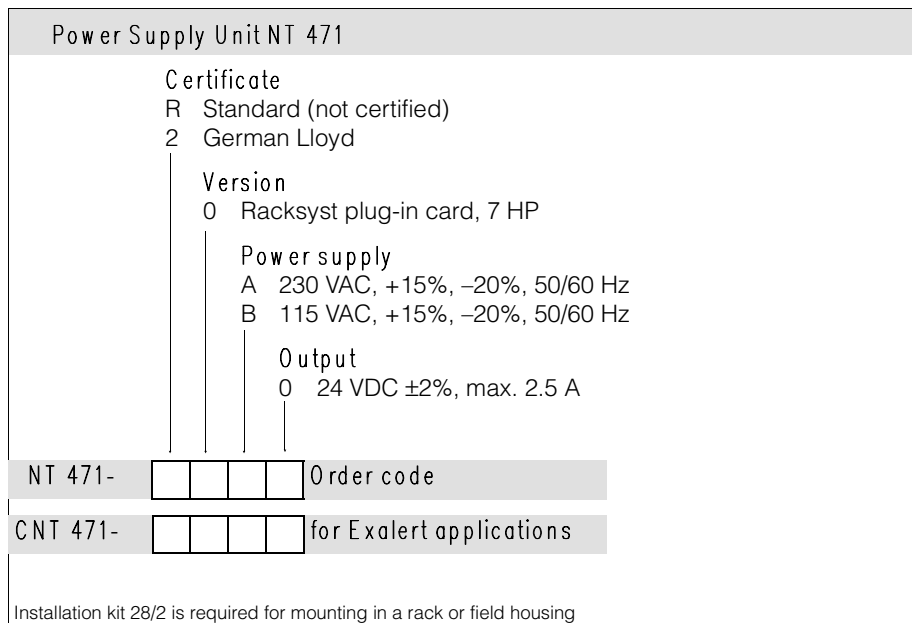 Power Supply Unit NT 471
Certificate
R Standard (not certified)
2 German Lloyd
Version
0 Racksyst plug-in card, 7 HP
Power supply
A 230 VAC, +15%, –20%, 50/60 Hz
B 115 VAC, +15%, –20%, 50/60 Hz
Output
0 24 VDC ±2%, max. 2.5 A
NT 471- Order code
CNT 471- for Exalert applications
Installation kit 28/2 is required for mounting in a rack or field housing